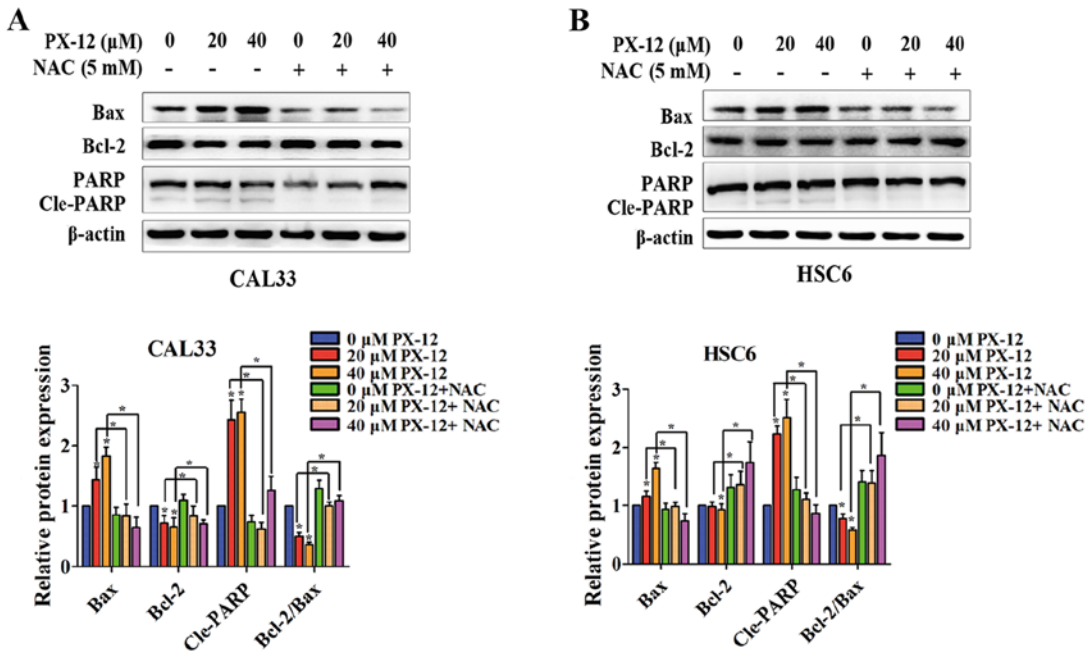 A
PX-12 (μM) 0 20 40 0 20 40
NAC (5 mM) - - - + + +
Bax
Bcl-2
PARP
Cle-PARP
β-actin
CAL33
B
PX-12 (μM) 0 20 40 0 20 40
NAC (5 mM) - - - + + +
Bax
Bcl-2
PARP
Cle-PARP
β-actin
HSC6
CAL33
0 μM PX-12
20 μM PX-12
40 μM PX-12
0 μM PX-12+NAC
20 μM PX-12+ NAC
40 μM PX-12+ NAC
Relative protein expression
3
2
1
0
* * * * * * * * * * * * * * * *
Bax
Bcl-2
Cle-PARP
Bcl-2/Bax
HSC6
0 μM PX-12
20 μM PX-12
40 μM PX-12
0 μM PX-12+NAC
20 μM PX-12+ NAC
40 μM PX-12+ NAC
Relative protein expression
3
2
1
0
* * * * * * * * * * * * * * *
Bax
Bcl-2
Cle-PARP
Bcl-2/Bax